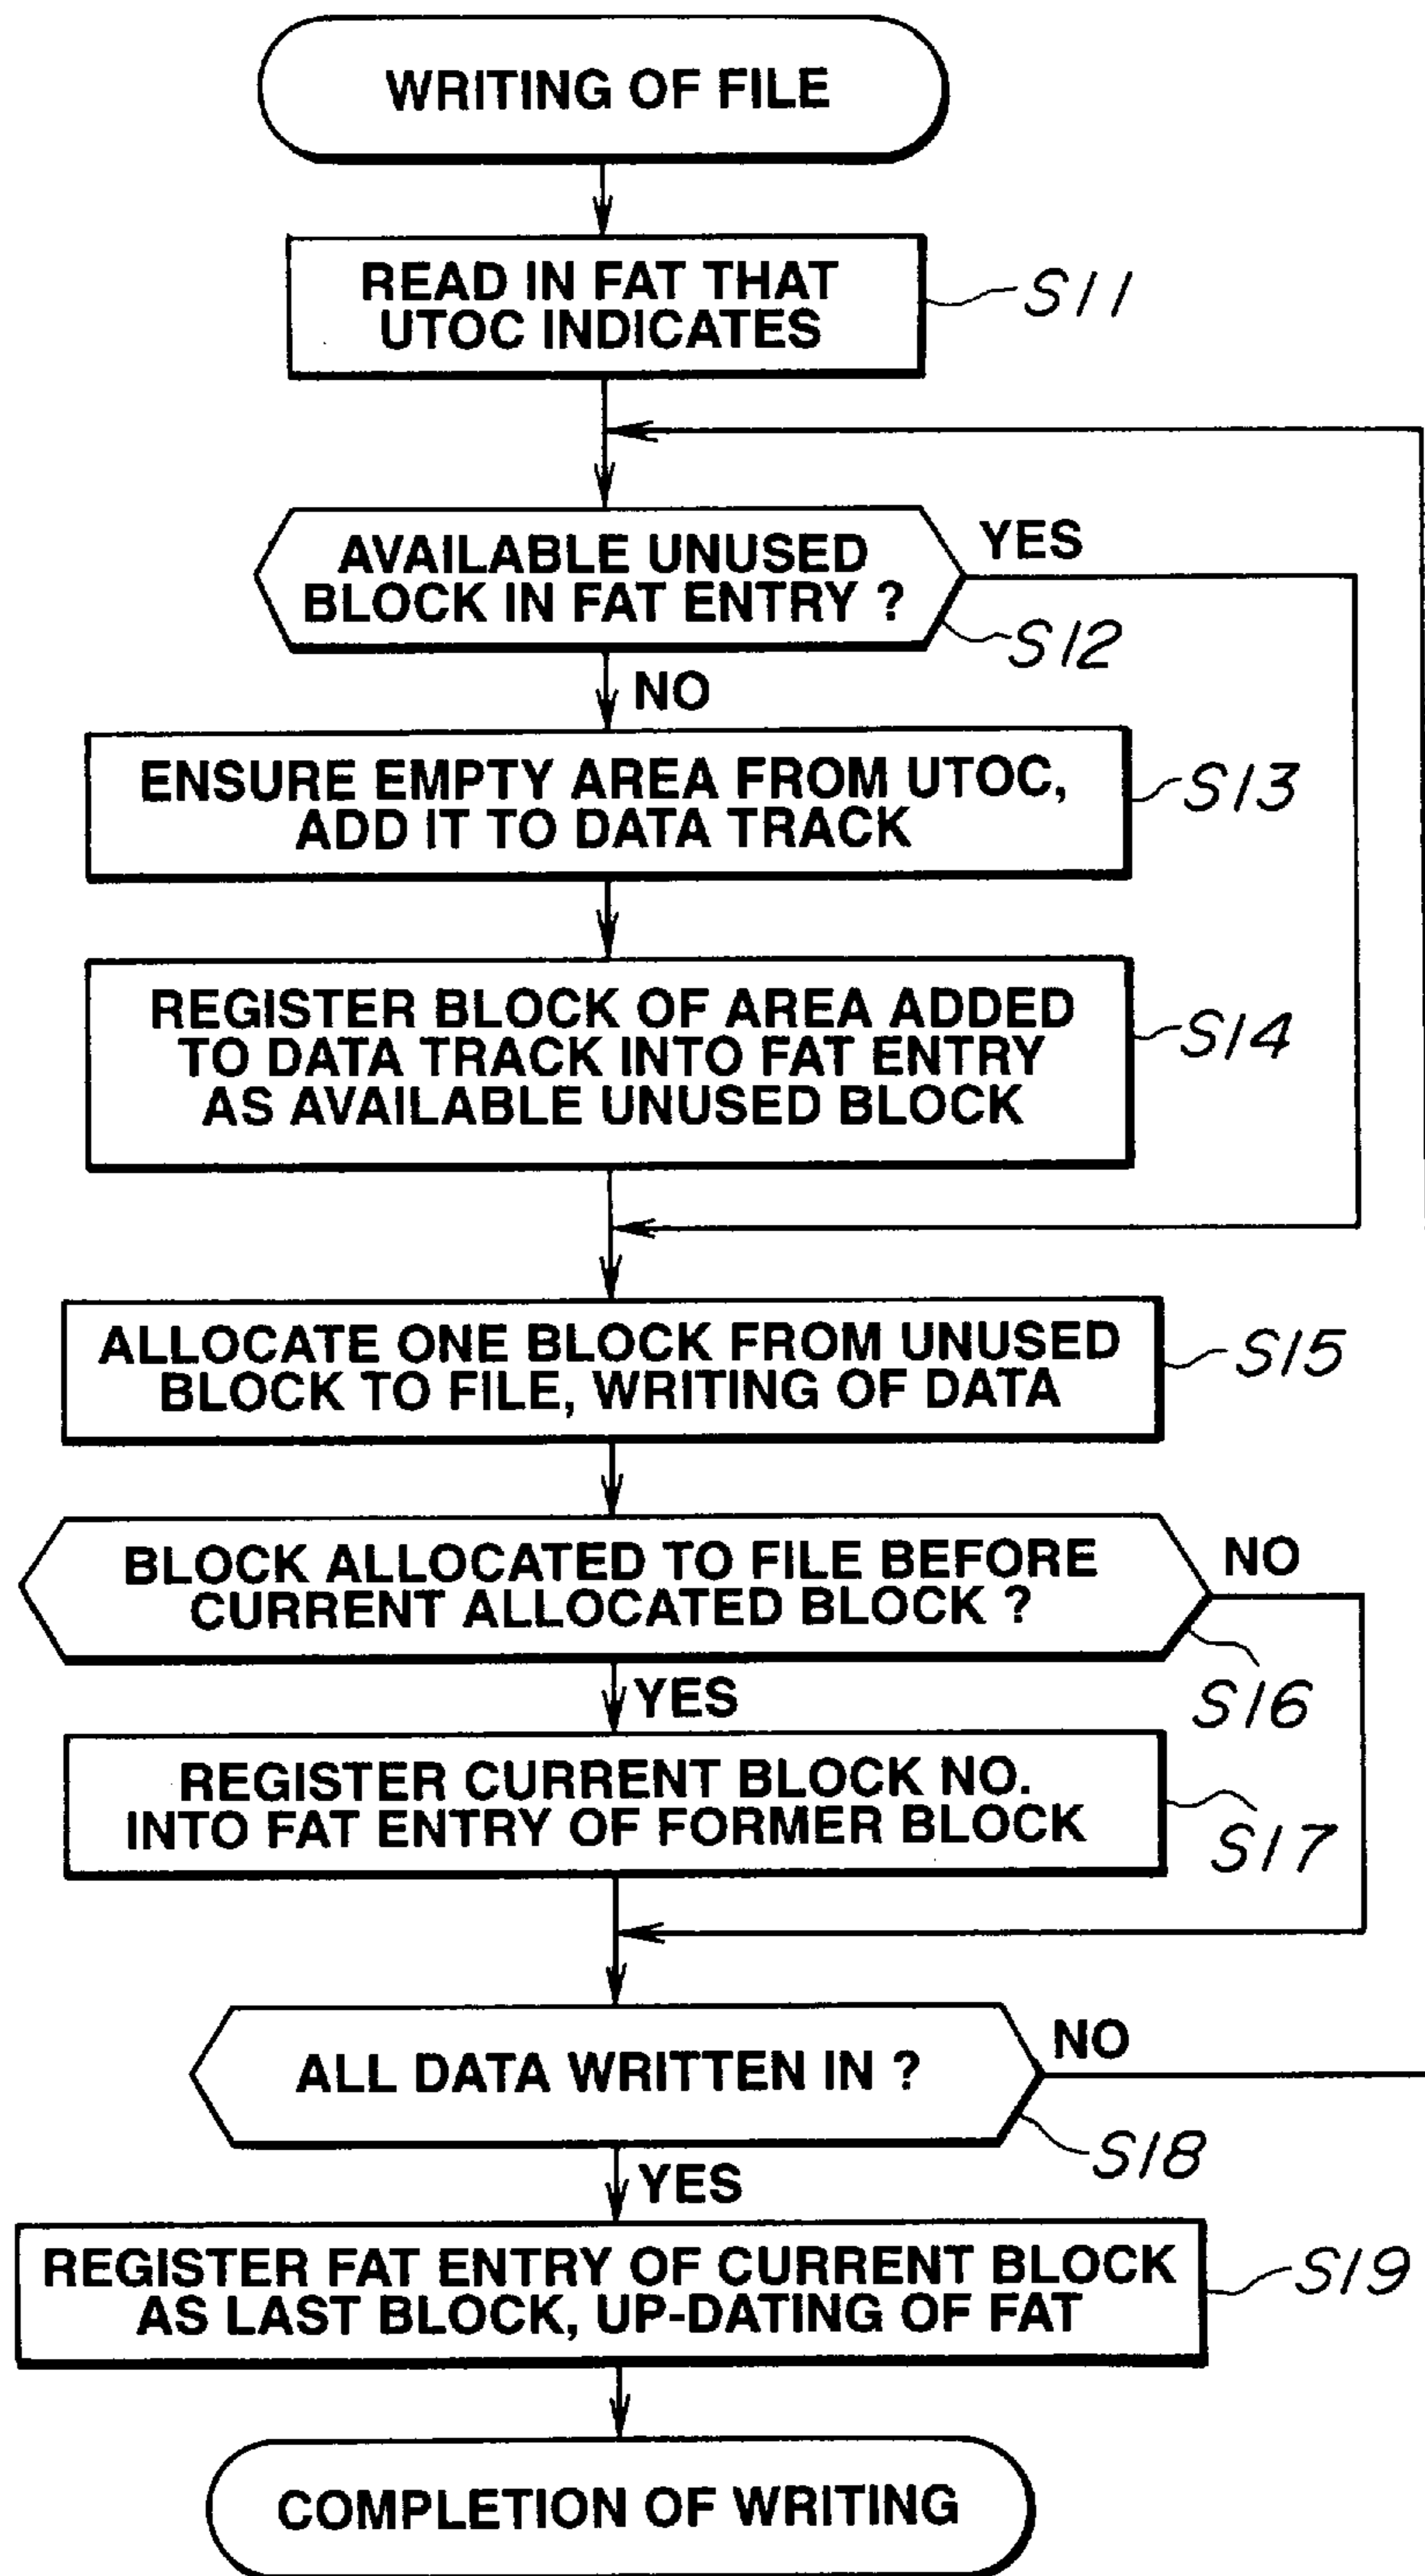 WRITING OF FILE
READ IN FAT THAT
UTOC INDICATES
S11
AVAILABLE UNUSED
BLOCK IN FAT ENTRY ?
YES
S12
NO
ENSURE EMPTY AREA FROM UTOC,
ADD IT TO DATA TRACK
S13
REGISTER BLOCK OF AREA ADDED
TO DATA TRACK INTO FAT ENTRY
AS AVAILABLE UNUSED BLOCK
S14
ALLOCATE ONE BLOCK FROM UNUSED
BLOCK TO FILE, WRITING OF DATA
S15
BLOCK ALLOCATED TO FILE BEFORE
CURRENT ALLOCATED BLOCK ?
NO
S16
YES
REGISTER CURRENT BLOCK NO.
INTO FAT ENTRY OF FORMER BLOCK
S17
ALL DATA WRITTEN IN ?
NO
S18
YES
REGISTER FAT ENTRY OF CURRENT BLOCK
AS LAST BLOCK, UP-DATING OF FAT
S19
COMPLETION OF WRITING